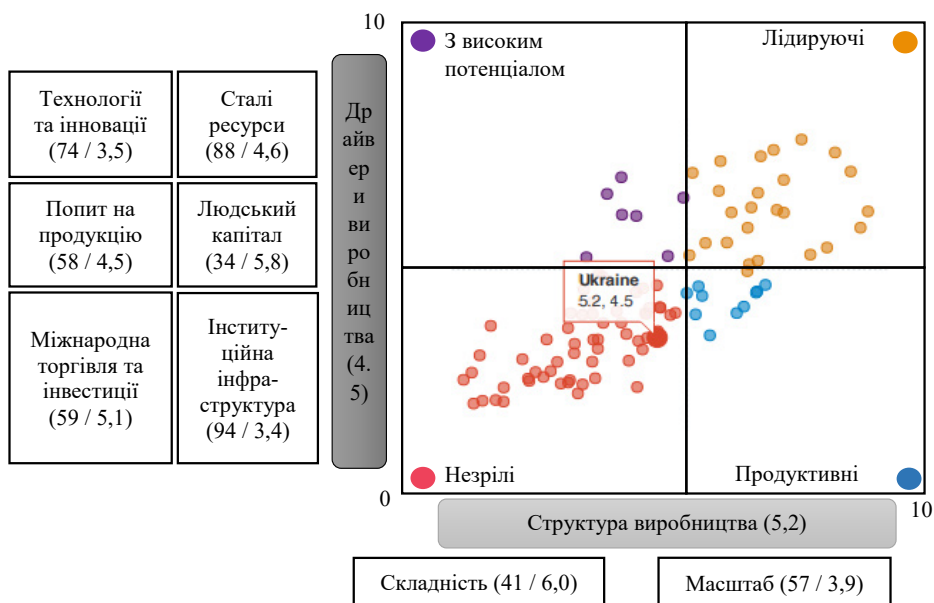 Технології
та інновації
(74 / 3,5)
Сталі
ресурси
(88 / 4,6)
Попит на
продукцію
(58 / 4,5)
Людський
капітал
(34 / 5,8)
Міжнародна
торгівля та
інвестиції
(59 / 5,1)
Інститу-
ційна
інфра-
структура
(94 / 3,4)
Др
айв
ер
и
ви
ро
бн
иц
тва
(4.
5)
10
З високим
потенціалом
Лідируючі
Ukraine
5.2, 4.5
Незрілі
Продуктивні
0
10
Структура виробництва (5,2)
Складність (41 / 6,0)
Масштаб (57 / 3,9)